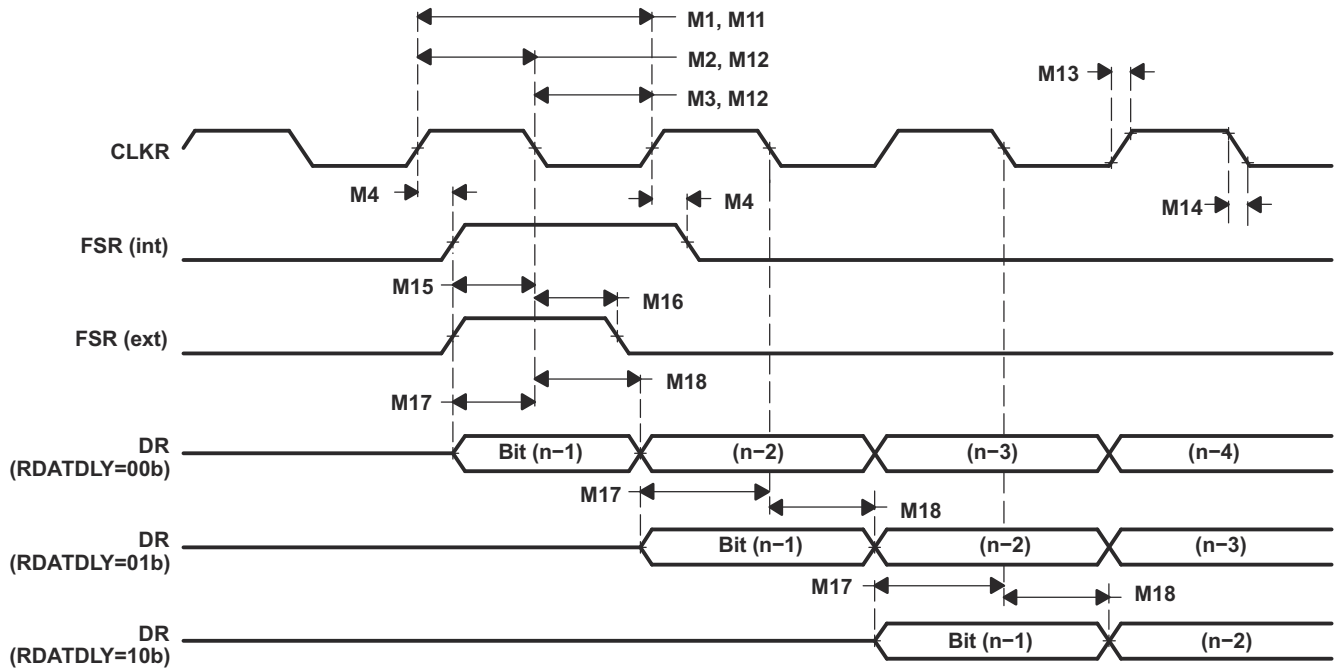 M1, M11
M2, M12
M13
M3, M12
CLKR
M4
M4
M14
FSR (int)
M15
M16
FSR (ext)
M18
M17
DR
(RDATDLY=00b)
Bit (n−1)
(n−2)
(n−3)
(n−4)
M17
M18
DR
(RDATDLY=01b)
Bit (n−1)
(n−2)
(n−3)
M17
M18
DR
(RDATDLY=10b)
Bit (n−1)
(n−2)